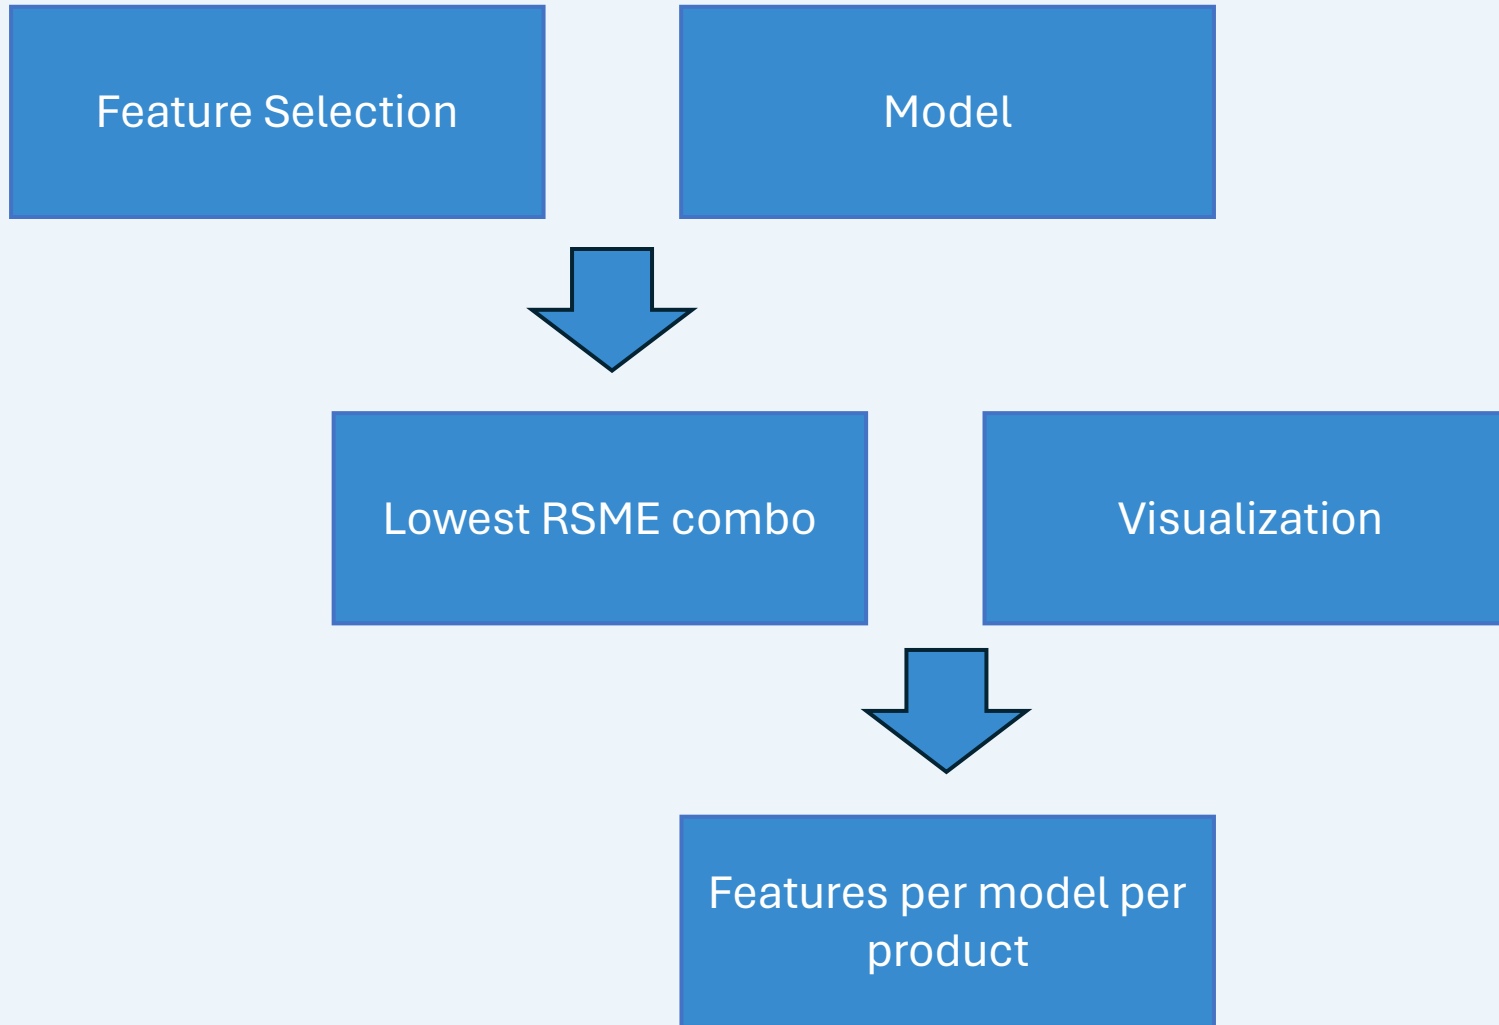 Feature Selection
Model
Lowest RSME combo
Visualization
Features per model per
product